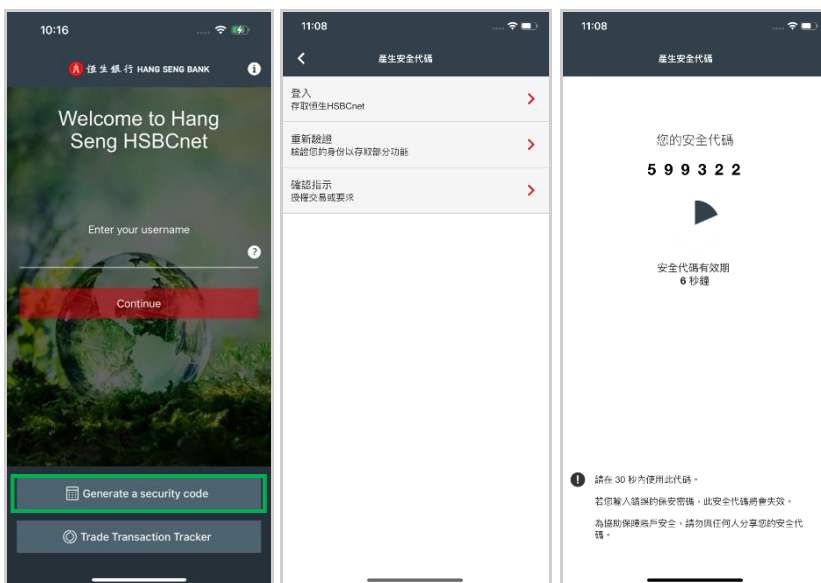 10:16
恒生銀行 HANG SENG BANK
Welcome to Hang
Seng HSBCnet
Enter your username
Continue
Generate a security code
Trade Transaction Tracker
11:08
產生安全代碼
登入
存取恒生HSBCnet
重新驗證
驗證您的身份以存取部分功能
確認指示
授權交易或要求
11:08
產生安全代碼
您的安全代碼
599322
安全代碼有效期
6 秒鐘
請在 30 秒內使用此代碼。
若您輸入錯誤的保安密碼，此安全代碼將會失效。
為協助保障賬戶安全，請勿與任何人分享您的安全代
碼。